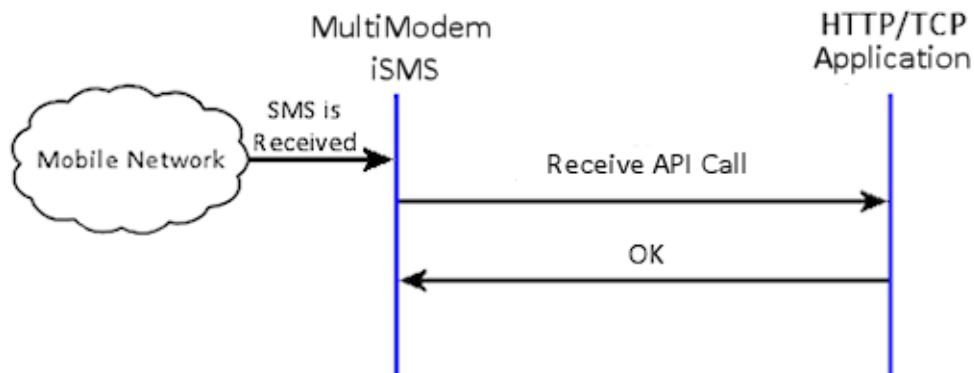 MultiModem
iSMS
HTTP/TCP
Application
SMS is
Received
Mobile Network
Receive API Call
OK